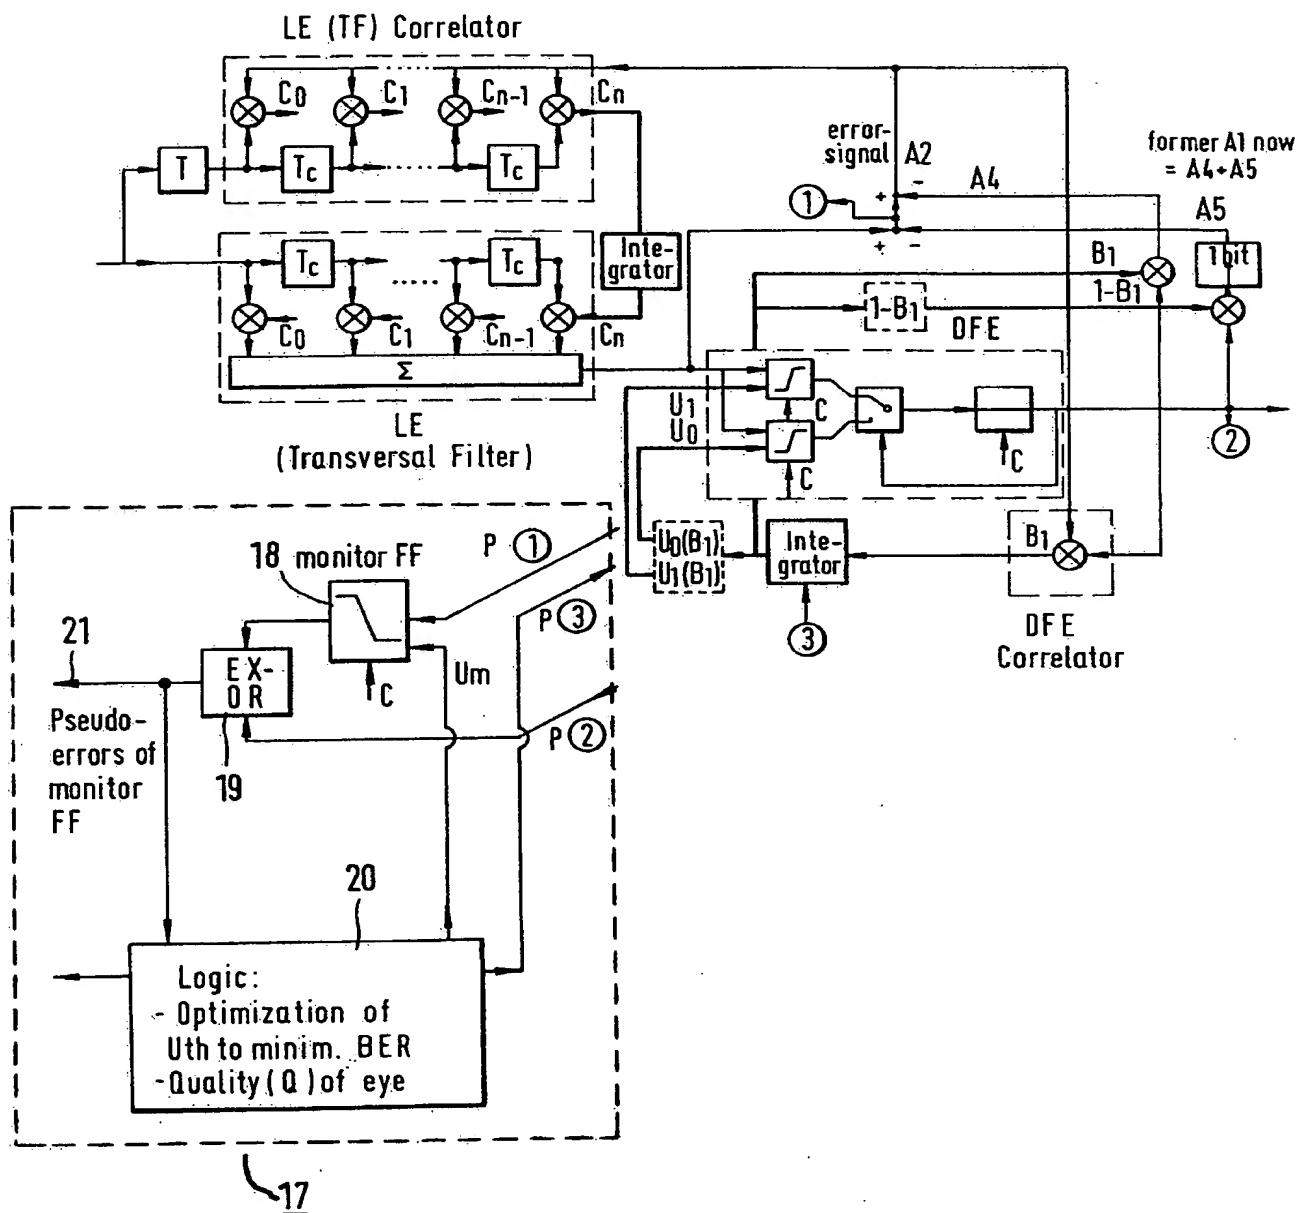 LE (TF) Correlator
C0 C1 Cn-1 Cn
T Tc Tc
error-
signal A2
former A1 now
= A4+A5
- A4
+
1
A5
+ -
Tc Tc
Inte-
grator
B1
1 bit
1-B1
1-B1
C0 C1 Cn-1 Cn
DFE
Σ
LE
(Transversal Filter)
U1
U0
C
C
C
2
U0(B1)
U1(B1)
Inte-
grator
B1
3
DFE
Correlator
18 monitor FF
P 1
P 3
21
EX-
OR
Um
C
P 2
Pseudo-
errors of
monitor
FF
19
20
Logic:
- Optimization of
Uth to minim. BER
-Quality(Q) of eye
17